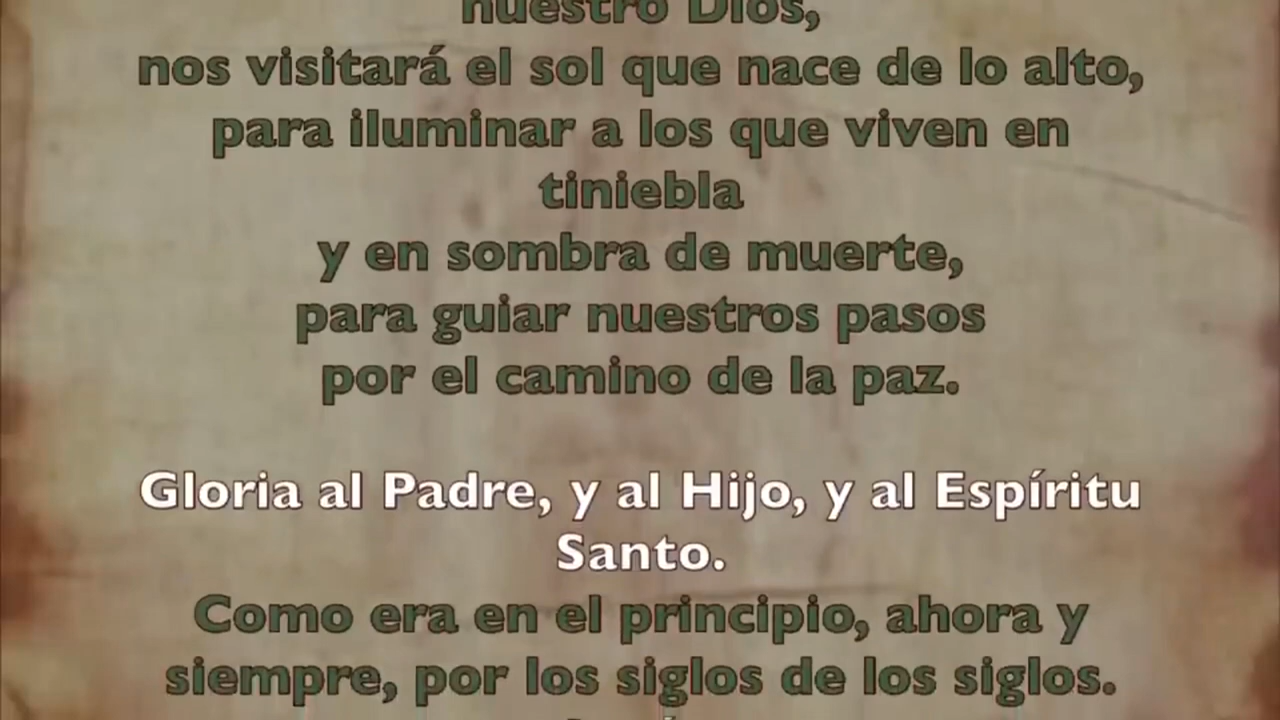 nuestro Dios,
nos visitará el sol que nace de lo alto,
para iluminar a los que viven en
tiniebla
y en sombra de muerte,
para guiar nuestros pasos
por el camino de la paz.
Gloria al Padre, y al Hijo, y al Espíritu
Santo.
Como era en el principio, ahora y
siempre, por los siglos de los siglos.